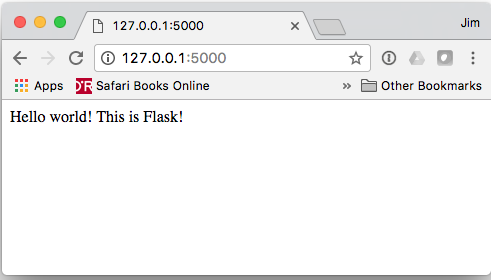 127.0.0.1:5000
Jim
127.0.0.1:5000
Apps Safari Books Online » Other Bookmarks
Hello world! This is Flask!